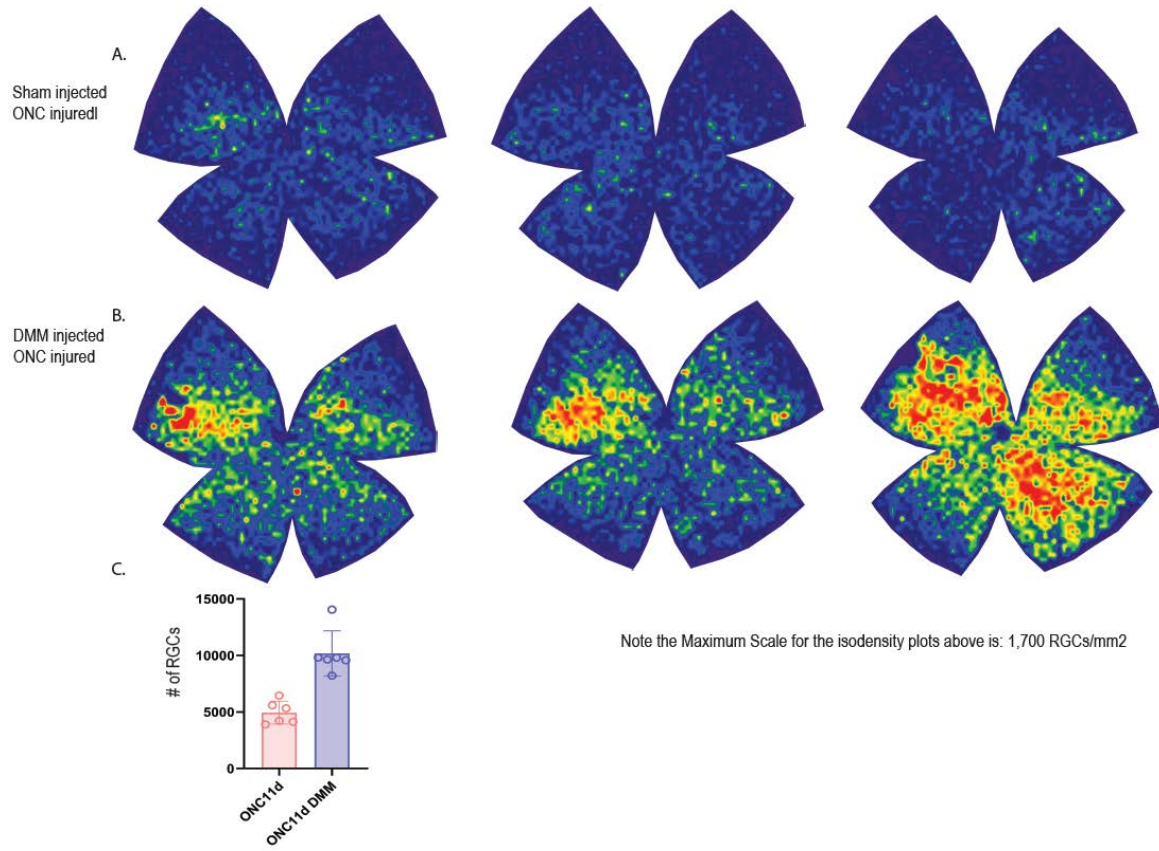 A.
Sham injected
ONC injuredl
B.
DMM injected
ONC injured
C.
# of RGCs
15000
10000
5000
0
ONC11d
ONC11d DMM
Note the Maximum Scale for the isodensity plots above is: 1,700 RGCs/mm2